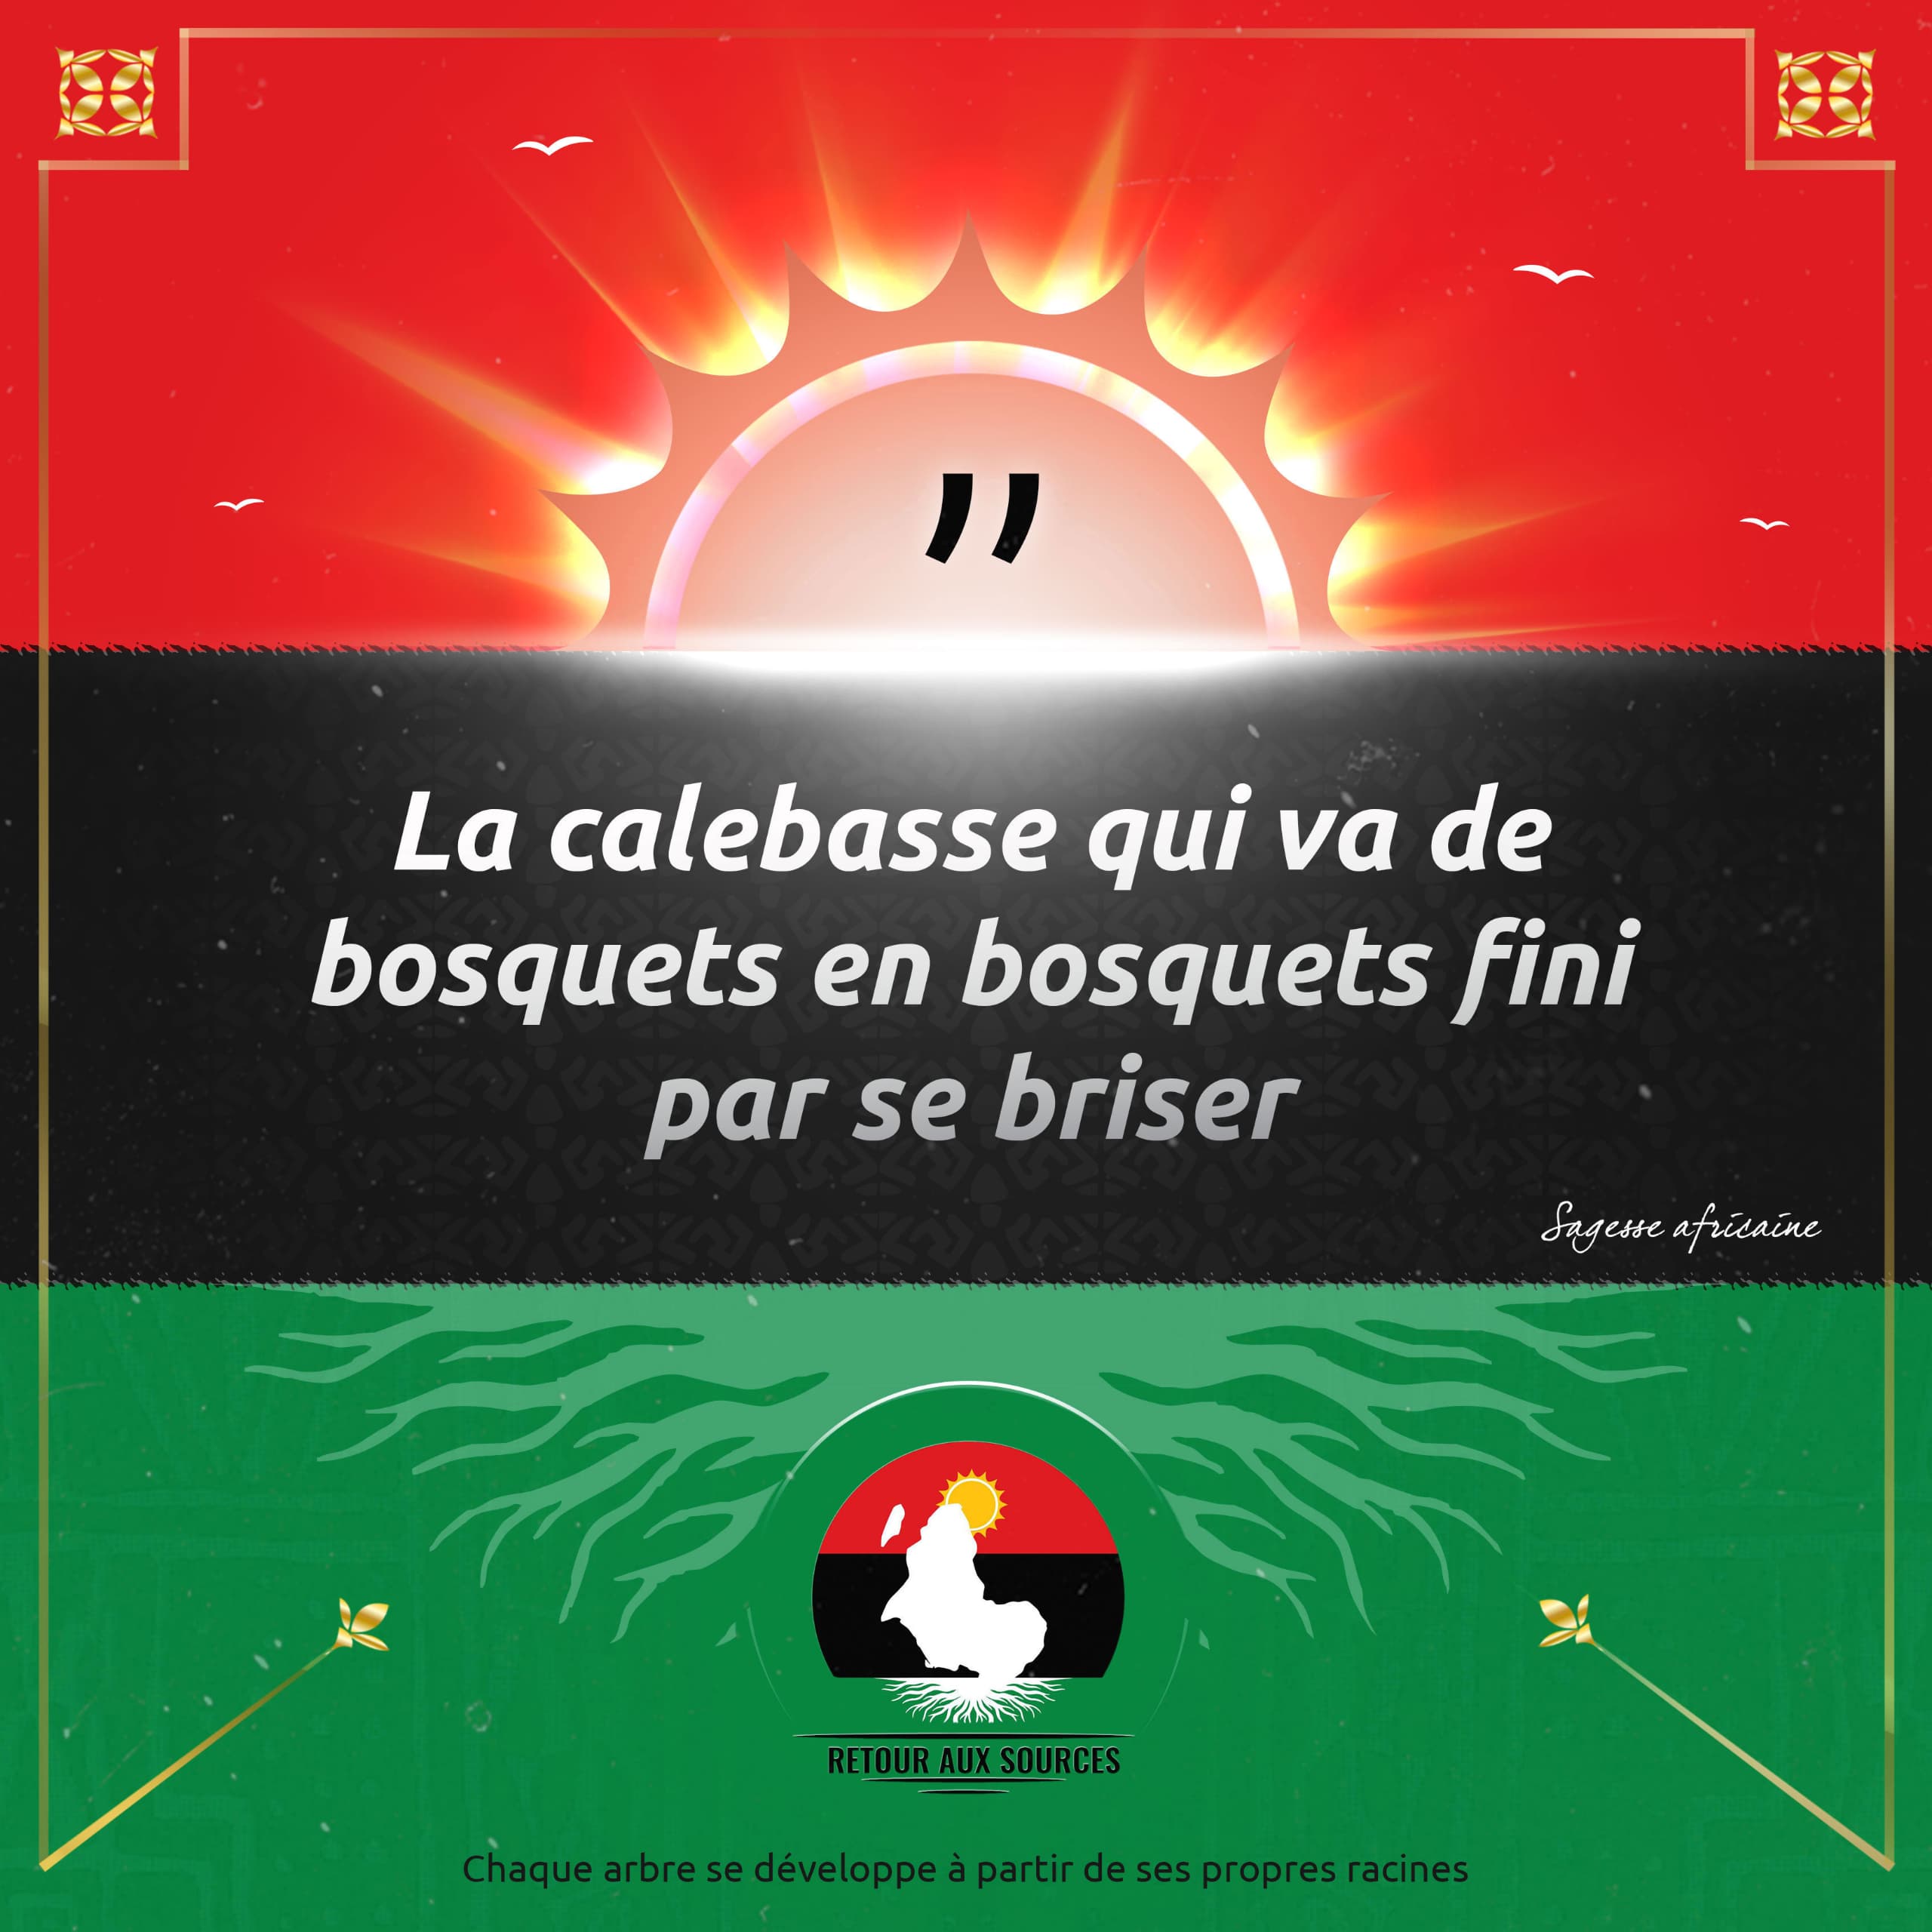 ”
La calebasse qui va de
bosquets en bosquets fini
par se briser
Sagesse africaine
RETOUR AUX SOURCES
Chaque arbre se développe à partir de ses propres racines